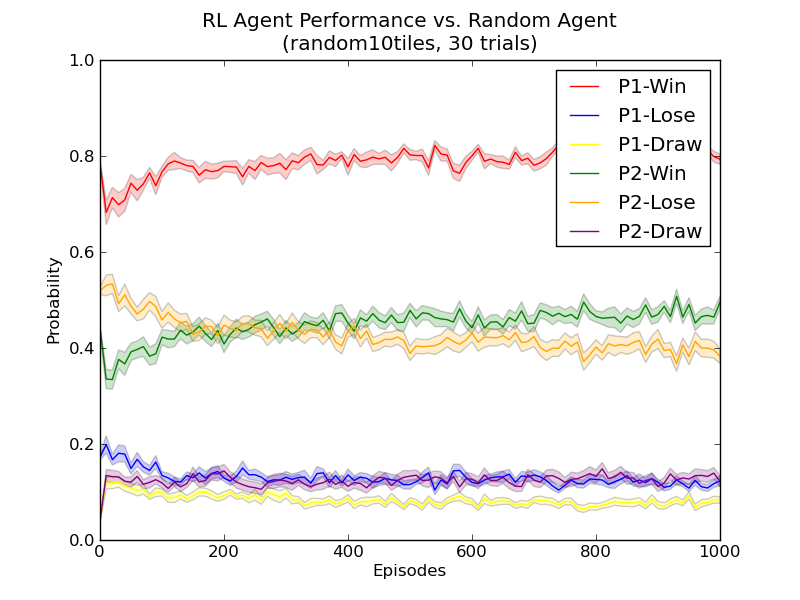 RL Agent Performance vs. Random Agent
(random10tiles, 30 trials)
1.0
0.8
0.6
0.4
0.2
0.0
Probability
P1-Win
P1-Lose
P1-Draw
P2-Win
P2-Lose
P2-Draw
0 200 400 600 800 1000
Episodes